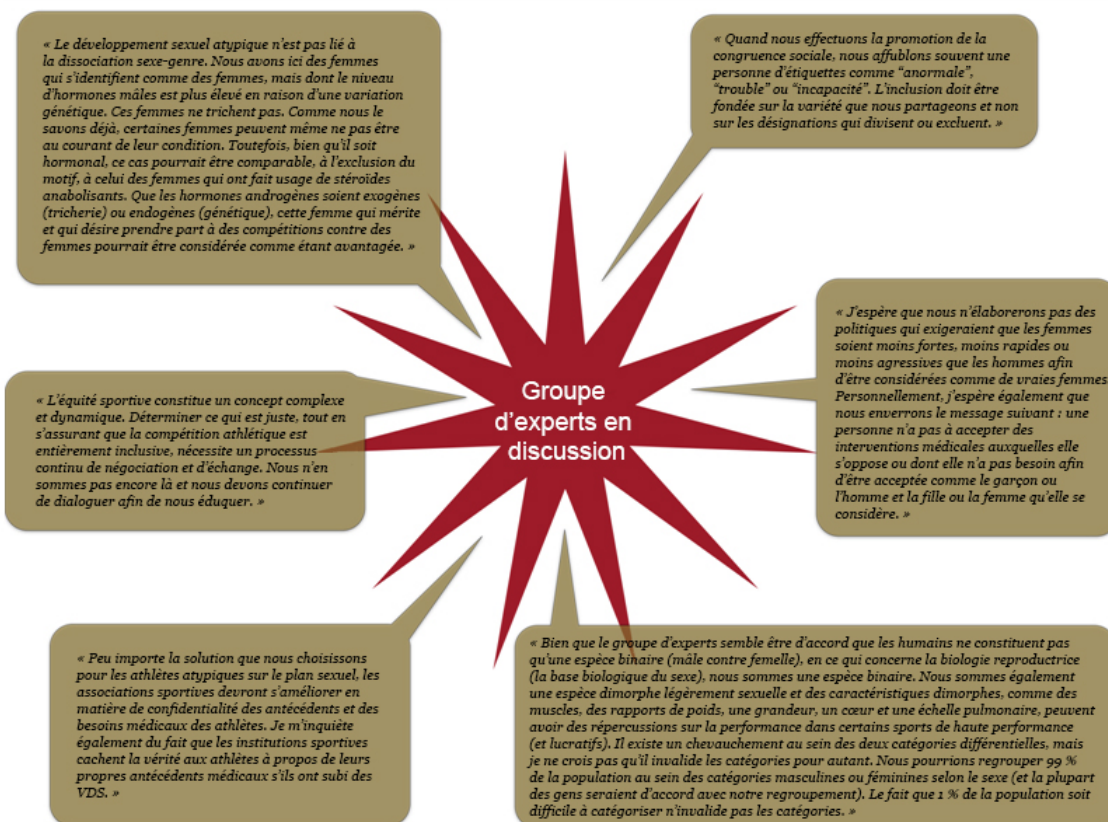 « Le développement sexuel atypique n'est pas lié à
la dissociation sexe-genre. Nous avons ici des femmes
qui s'identifient comme des femmes, mais dont le niveau
d'hormones mâles est plus élevé en raison d'une variation
génétique. Ces femmes ne trichent pas. Comme nous le
savons déjà, certaines femmes peuvent même ne pas être
au courant de leur condition. Toutefois, bien qu'il soit
hormonal, ce cas pourrait être comparable, à l'exclusion du
motif, à celui des femmes qui ont fait usage de stéroïdes
anabolisants. Que les hormones androgènes soient exogènes
(tricherie) ou endogènes (génétique), cette femme qui mérite
et qui désire prendre part à des compétitions contre des
femmes pourrait être considérée comme étant avantagée. »
« Quand nous effectuons la promotion de la
congruence sociale, nous affublons souvent une
personne d'étiquettes comme “anormale”,
“trouble” ou “incapacité”. L'inclusion doit être
fondée sur la variété que nous partageons et non
sur les désignations qui divisent ou excluent. »
« J'espère que nous n'élaborerons pas des
politiques qui exigeraient que les femmes
soient moins fortes, moins rapides ou
moins agressives que les hommes afin
d'être considérées comme de vraies femmes
Personnellement, j'espère également que
nous enverrons le message suivant : une
personne n'a pas à accepter des
interventions médicales auxquelles elle
s'oppose ou dont elle n'a pas besoin afin
d'être acceptée comme le garçon ou
l'homme et la fille ou la femme qu'elle se
considère. »
Groupe
d'experts en
discussion
« L'équité sportive constitue un concept complexe
et dynamique. Déterminer ce qui est juste, tout en
s'assurant que la compétition athlétique est
entièrement inclusive, nécessite un processus
continu de négociation et d'échange. Nous n'en
sommes pas encore là et nous devons continuer
de dialoguer afin de nous éduquer. »
« Peu importe la solution que nous choisissons
pour les athlètes atypiques sur le plan sexuel, les
associations sportives devront s'améliorer en
matière de confidentialité des antécédents et des
besoins médicaux des athlètes. Je m'inquiète
également du fait que les institutions sportives
cachent la vérité aux athlètes à propos de leurs
propres antécédents médicaux s'ils ont subi des
VDS. »
« Bien que le groupe d'experts semble être d'accord que les humains ne constituent pas
qu'une espèce binaire (mâle contre femelle), en ce qui concerne la biologie reproductrice
(la base biologique du sexe), nous sommes une espèce binaire. Nous sommes également
une espèce dimorphe légèrement sexuelle et des caractéristiques dimorphes, comme des
muscles, des rapports de poids, une grandeur, un cœur et une échelle pulmonaire, peuvent
avoir des répercussions sur la performance dans certains sports de haute performance
(et lucratifs). Il existe un chevauchement au sein des deux catégories différentielles, mais
je ne crois pas qu'il invalide les catégories pour autant. Nous pourrions regrouper 99 %
de la population au sein des catégories masculines ou féminines selon le sexe (et la plupart
des gens seraient d'accord avec notre regroupement). Le fait que 1 % de la population soit
difficile à catégoriser n'invalide pas les catégories. »